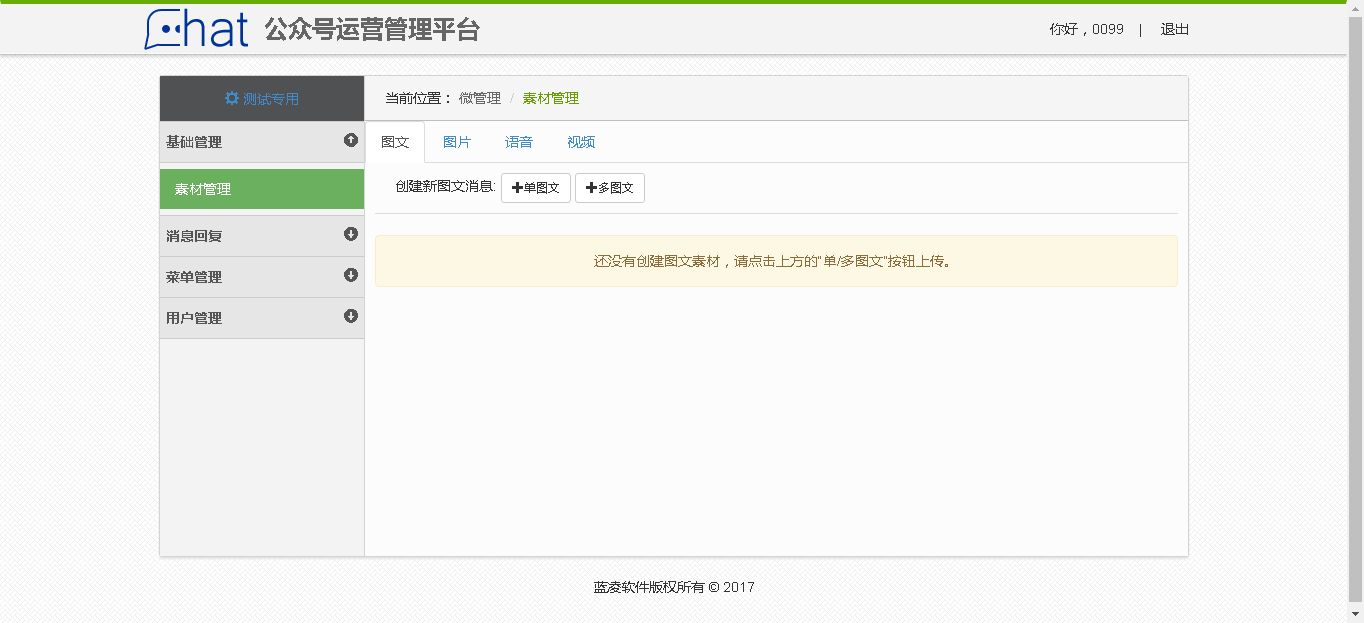 Chat 公众号运营管理平台
你好，0099 | 退出
测试专用
当前位置： 微管理 / 素材管理
基础管理
图文 图片 语音 视频
素材管理
创建新图文消息: 单图文 多图文
消息回复
还没有创建图文素材，请点击上方的"单/多图文"按钮上传。
菜单管理
用户管理
蓝凌软件版权所有 © 2017